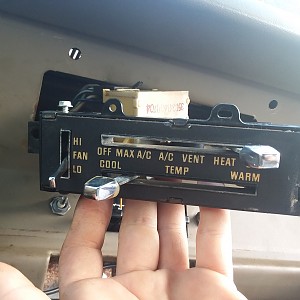 HI
OFF MAX A/C A/C VENT HEAT
FAN
COOL TEMP WARM
LO